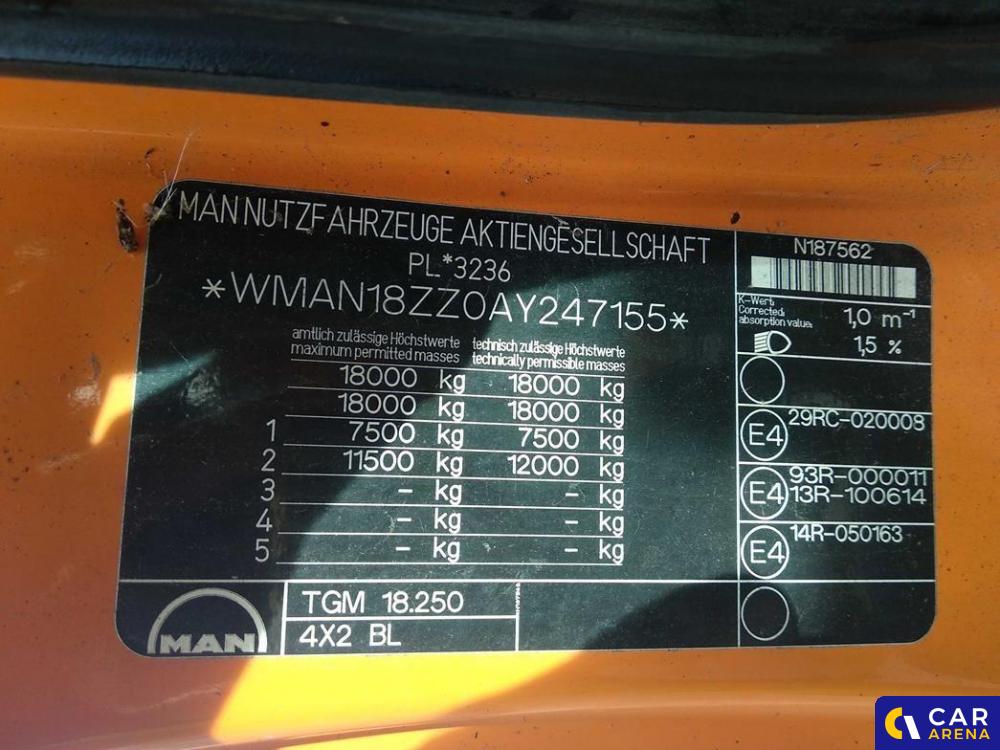 MAN NUTZFAHRZEUGE AKTIENGESELLSCHAFT
PL*3236
*WMAN18ZZ0AY247155*
amtlich zulässige Höchstwerte technisch zulässige Höchstwerte
maximum permitted masses technically permissible masses
18000 kg 18000 kg
18000 kg 18000 kg
1 7500 kg 7500 kg
2 11500 kg 12000 kg
3 – kg – kg
4 – kg – kg
5 – kg – kg
MAN
TGM 18.250
4X2 BL
N187562
K-Wert:
Corrected
absorption value:
1,0 m⁻¹
1,5 %
E4 29RC-020008
E4 93R-000011
13R-100614
E4 14R-050163
CAR
ARENA